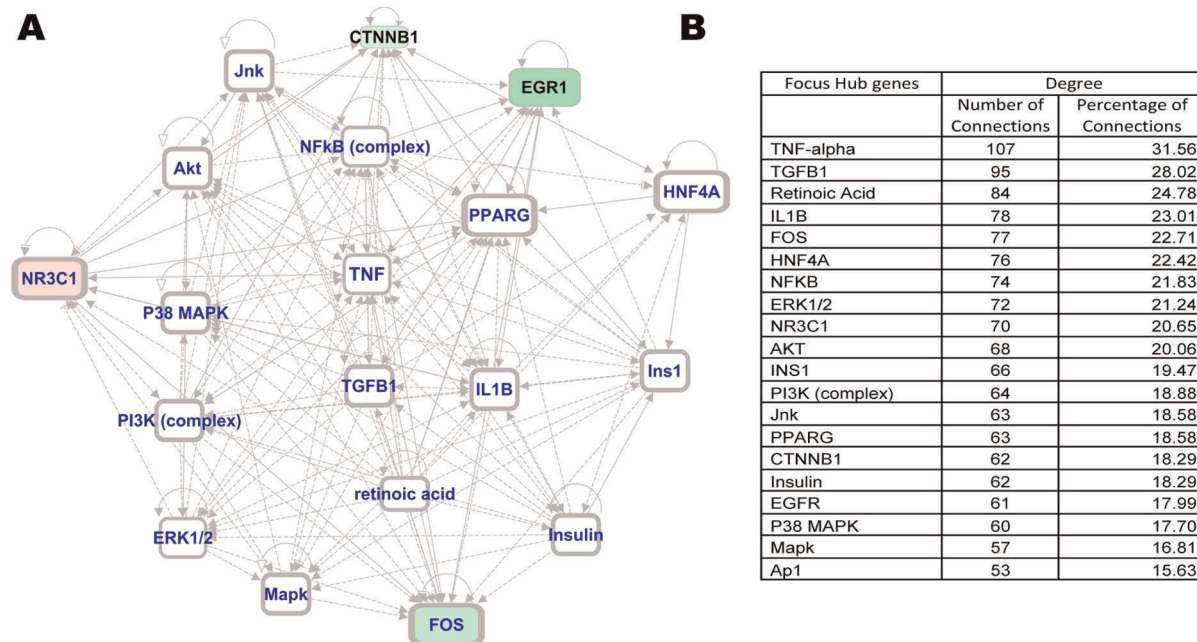 A
CTNNB1
Jnk
EGR1
NFkB (complex)
Akt
HNF4A
PPARG
NR3C1
TNF
P38 MAPK
TGFB1
IL1B
Ins1
PI3K (complex)
retinoic acid
ERK1/2
Insulin
Mapk
FOS
B
Focus Hub genes Degree
Number of Connections Percentage of Connections
TNF-alpha 107 31.56
TGFB1 95 28.02
Retinoic Acid 84 24.78
IL1B 78 23.01
FOS 77 22.71
HNF4A 76 22.42
NFKB 74 21.83
ERK1/2 72 21.24
NR3C1 70 20.65
AKT 68 20.06
INS1 66 19.47
PI3K (complex) 64 18.88
Jnk 63 18.58
PPARG 63 18.58
CTNNB1 62 18.29
Insulin 62 18.29
EGFR 61 17.99
P38 MAPK 60 17.70
Mapk 57 16.81
Ap1 53 15.63